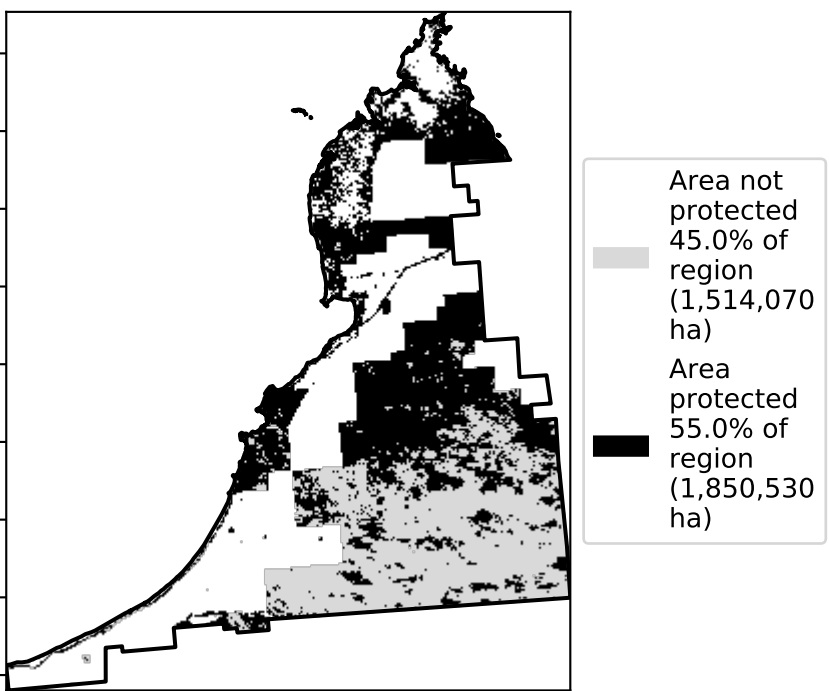 Area not
protected
45.0% of
region
(1,514,070
ha)
Area
protected
55.0% of
region
(1,850,530
ha)